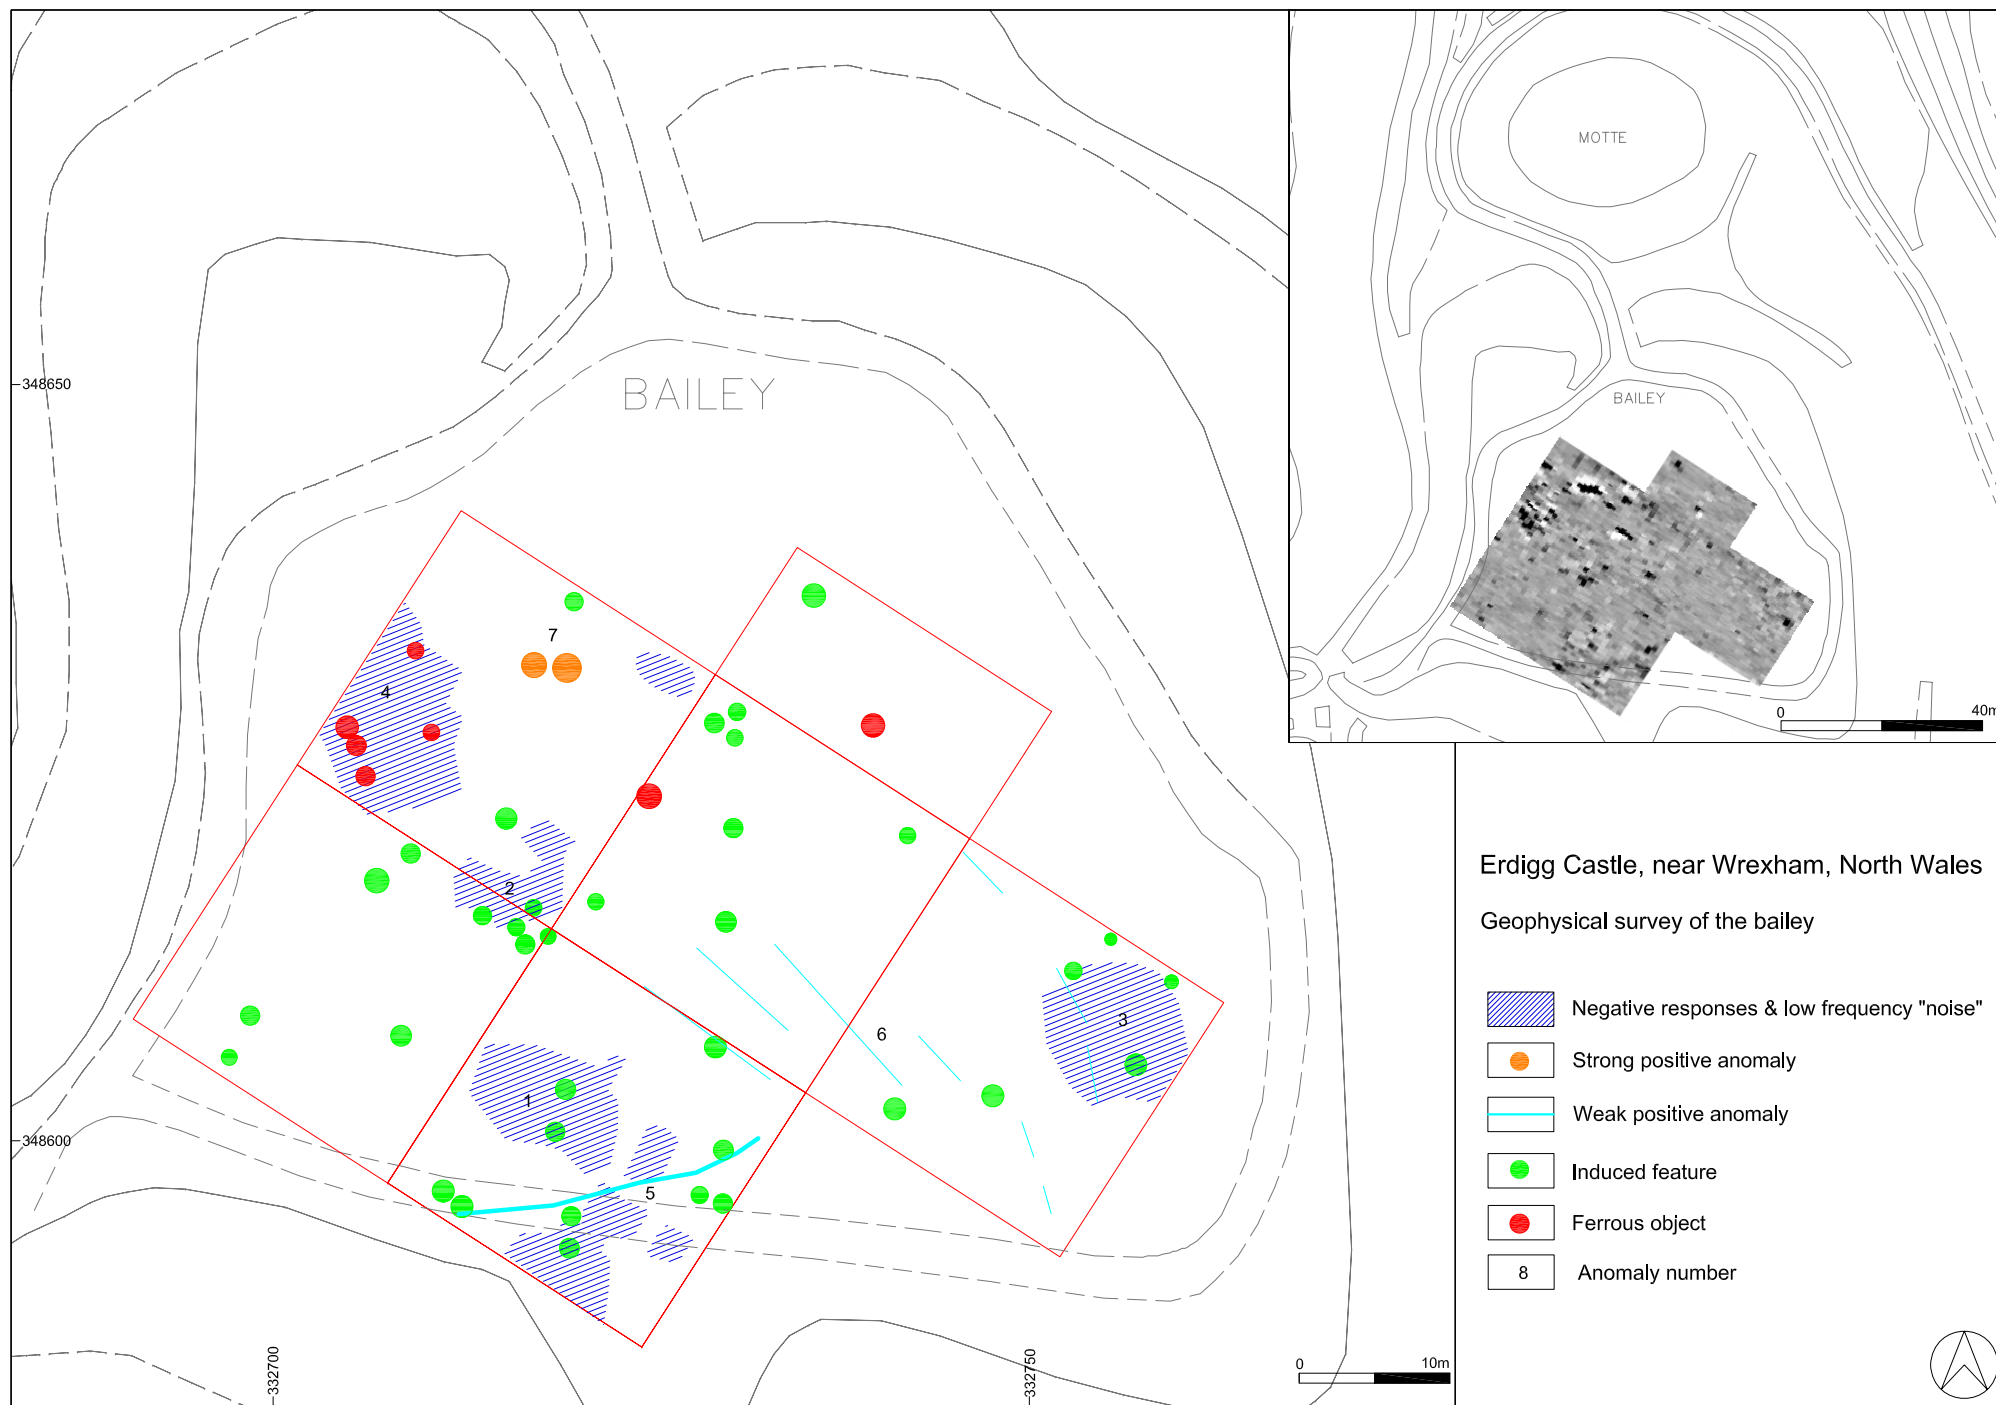 BAILEY
348650
348600
332700
332750
7
4
2
6
3
1
5
0 10m
MOTTE
BAILEY
0 40m
Erdigg Castle, near Wrexham, North Wales
Geophysical survey of the bailey
Negative responses & low frequency "noise"
Strong positive anomaly
Weak positive anomaly
Induced feature
Ferrous object
8 Anomaly number